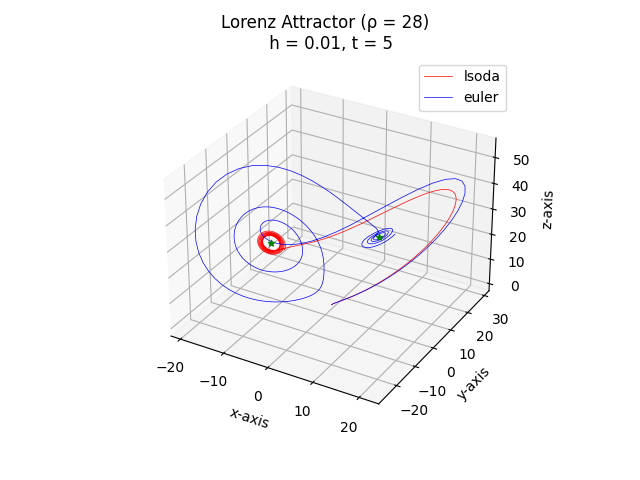 Lorenz Attractor (ρ = 28)
h = 0.01, t = 5
lsoda
euler
50
40
30
20
10
0
z-axis
30
20
10
0
−10
−20
y-axis
−20
−10
0
10
20
x-axis